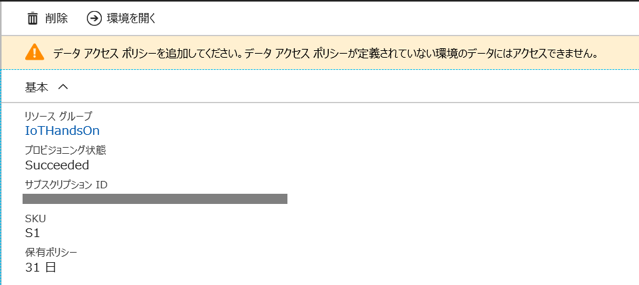 削除 環境を開く
データ アクセス ポリシーを追加してください。データ アクセス ポリシーが定義されていない環境のデータにはアクセスできません。
基本
リソース グループ
IoTHandsOn
プロビジョニング状態
Succeeded
サブスクリプション ID
SKU
S1
保有ポリシー
31 日